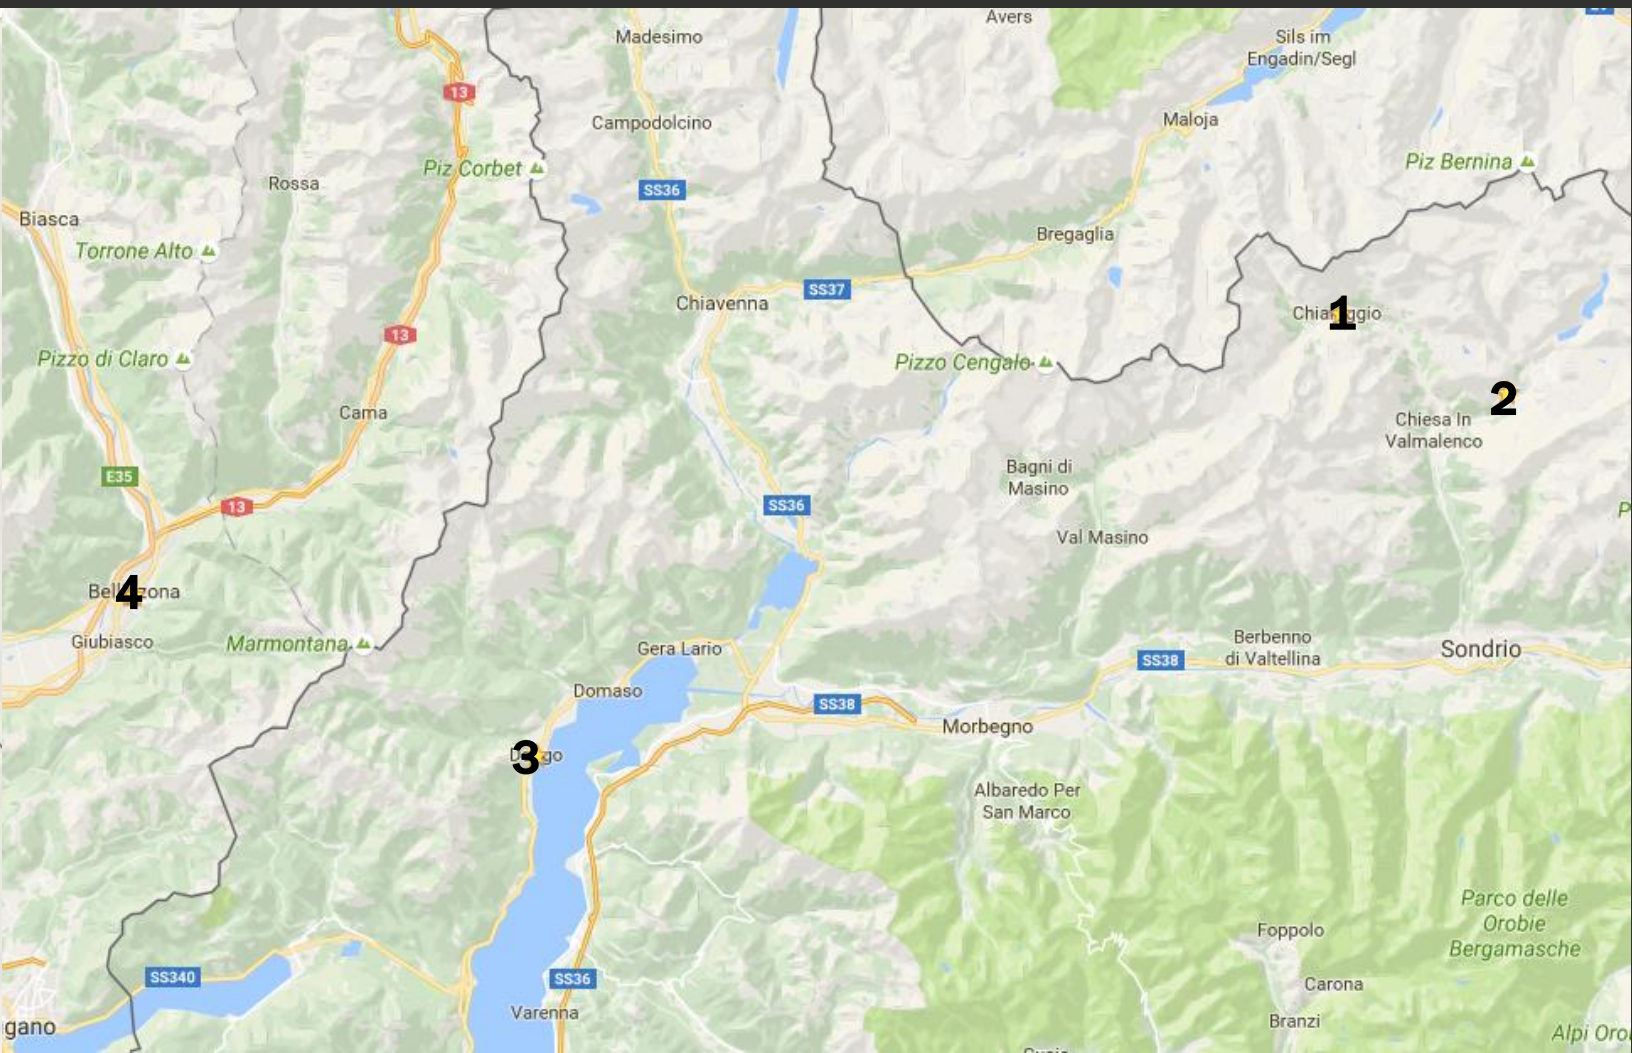 Avers
Madesimo
Sils im
Engadin/Segl
13
Maloja
Campodolcino
Piz Bernina
Piz Corbet
Rossa
SS36
Biasca
Bregaglia
Torrone Alto
SS37
Chiavenna
1
13
Pizzo di Claro
Pizzo Cengalo
2
Cama
Chiesa In
Valmalenco
E35
Bagni di
Masino
13
SS36
P
Val Masino
4
Giubiasco
Marmontana
Gera Lario
Berbenno
di Valtellina
Sondrio
SS38
Domaso
SS38
Morbegno
3
Albaredo Per
San Marco
Parco delle
Orobie
Bergamasche
Foppolo
SS340
SS36
Carona
Varenna
Branzi
gano
Alpi Oro